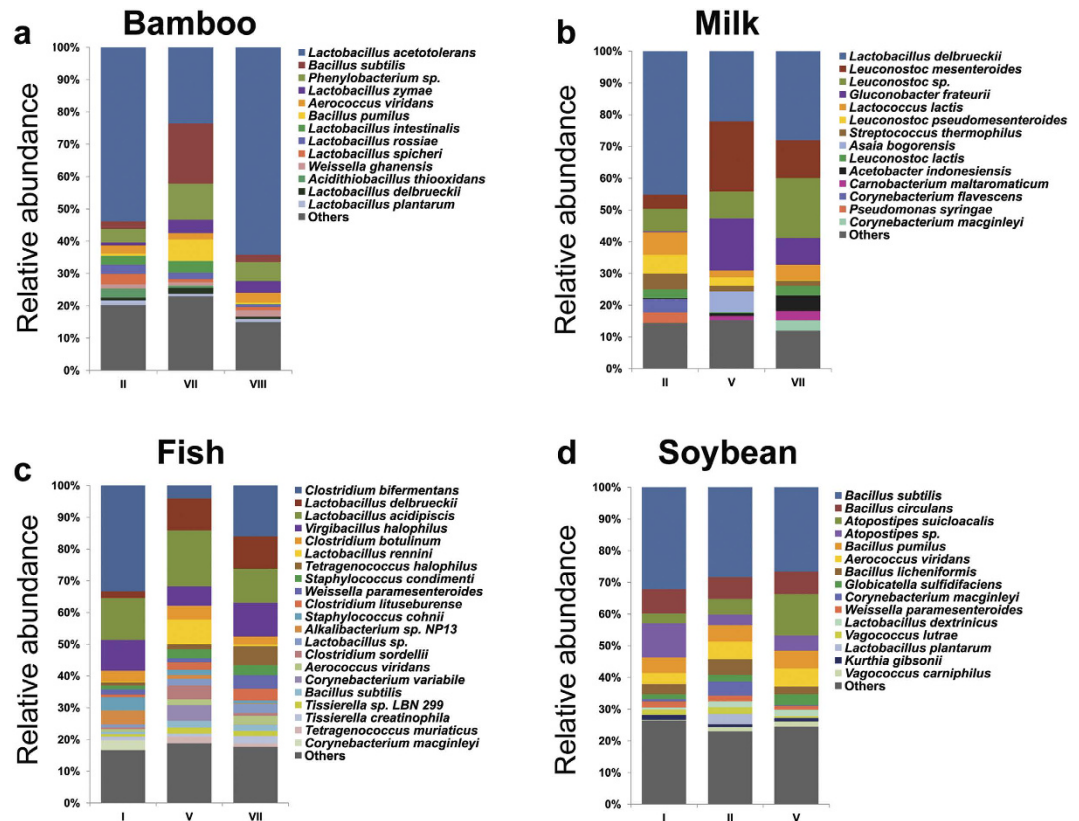 a
Bamboo
Relative abundance
100%
90%
80%
70%
60%
50%
40%
30%
20%
10%
0%
II
VII
VIII
Lactobacillus acetotolerans
Bacillus subtilis
Phenylobacterium sp.
Lactobacillus zymae
Aerococcus viridans
Bacillus pumilus
Lactobacillus intestinalis
Lactobacillus rossiae
Lactobacillus spicheri
Weissella ghanensis
Acidithiobacillus thiooxidans
Lactobacillus delbrueckii
Lactobacillus plantarum
Others
b
Milk
Relative abundance
100%
90%
80%
70%
60%
50%
40%
30%
20%
10%
0%
II
V
VII
Lactobacillus delbrueckii
Leuconostoc mesenteroides
Leuconostoc sp.
Gluconobacter frateurii
Lactococcus lactis
Leuconostoc pseudomesenteroides
Streptococcus thermophilus
Asaia bogorensis
Leuconostoc lactis
Acetobacter indonesiensis
Carnobacterium maltaromaticum
Corynebacterium flavescens
Pseudomonas syringae
Corynebacterium macginleyi
Others
c
Fish
Relative abundance
100%
90%
80%
70%
60%
50%
40%
30%
20%
10%
0%
I
V
VII
Clostridium bifermentans
Lactobacillus delbrueckii
Lactobacillus acidipiscis
Virgibacillus halophilus
Clostridium botulinum
Lactobacillus rennini
Tetragenococcus halophilus
Staphylococcus condimenti
Weissella paramesenteroides
Clostridium lituseburense
Staphylococcus cohnii
Alkalibacterium sp. NP13
Lactobacillus sp.
Clostridium sordellii
Aerococcus viridans
Corynebacterium variabile
Bacillus subtilis
Tissierella sp. LBN 299
Tissierella creatinophila
Tetragenococcus muriaticus
Corynebacterium macginleyi
Others
d
Soybean
Relative abundance
100%
90%
80%
70%
60%
50%
40%
30%
20%
10%
0%
I
II
V
Bacillus subtilis
Bacillus circulans
Atopostipes suicloacalis
Atopostipes sp.
Bacillus pumilus
Aerococcus viridans
Bacillus licheniformis
Globicatella sulfidifaciens
Corynebacterium macginleyi
Weissella paramesenteroides
Lactobacillus dextrinicus
Vagococcus lutrae
Lactobacillus plantarum
Kurthia gibsonii
Vagococcus carniphilus
Others